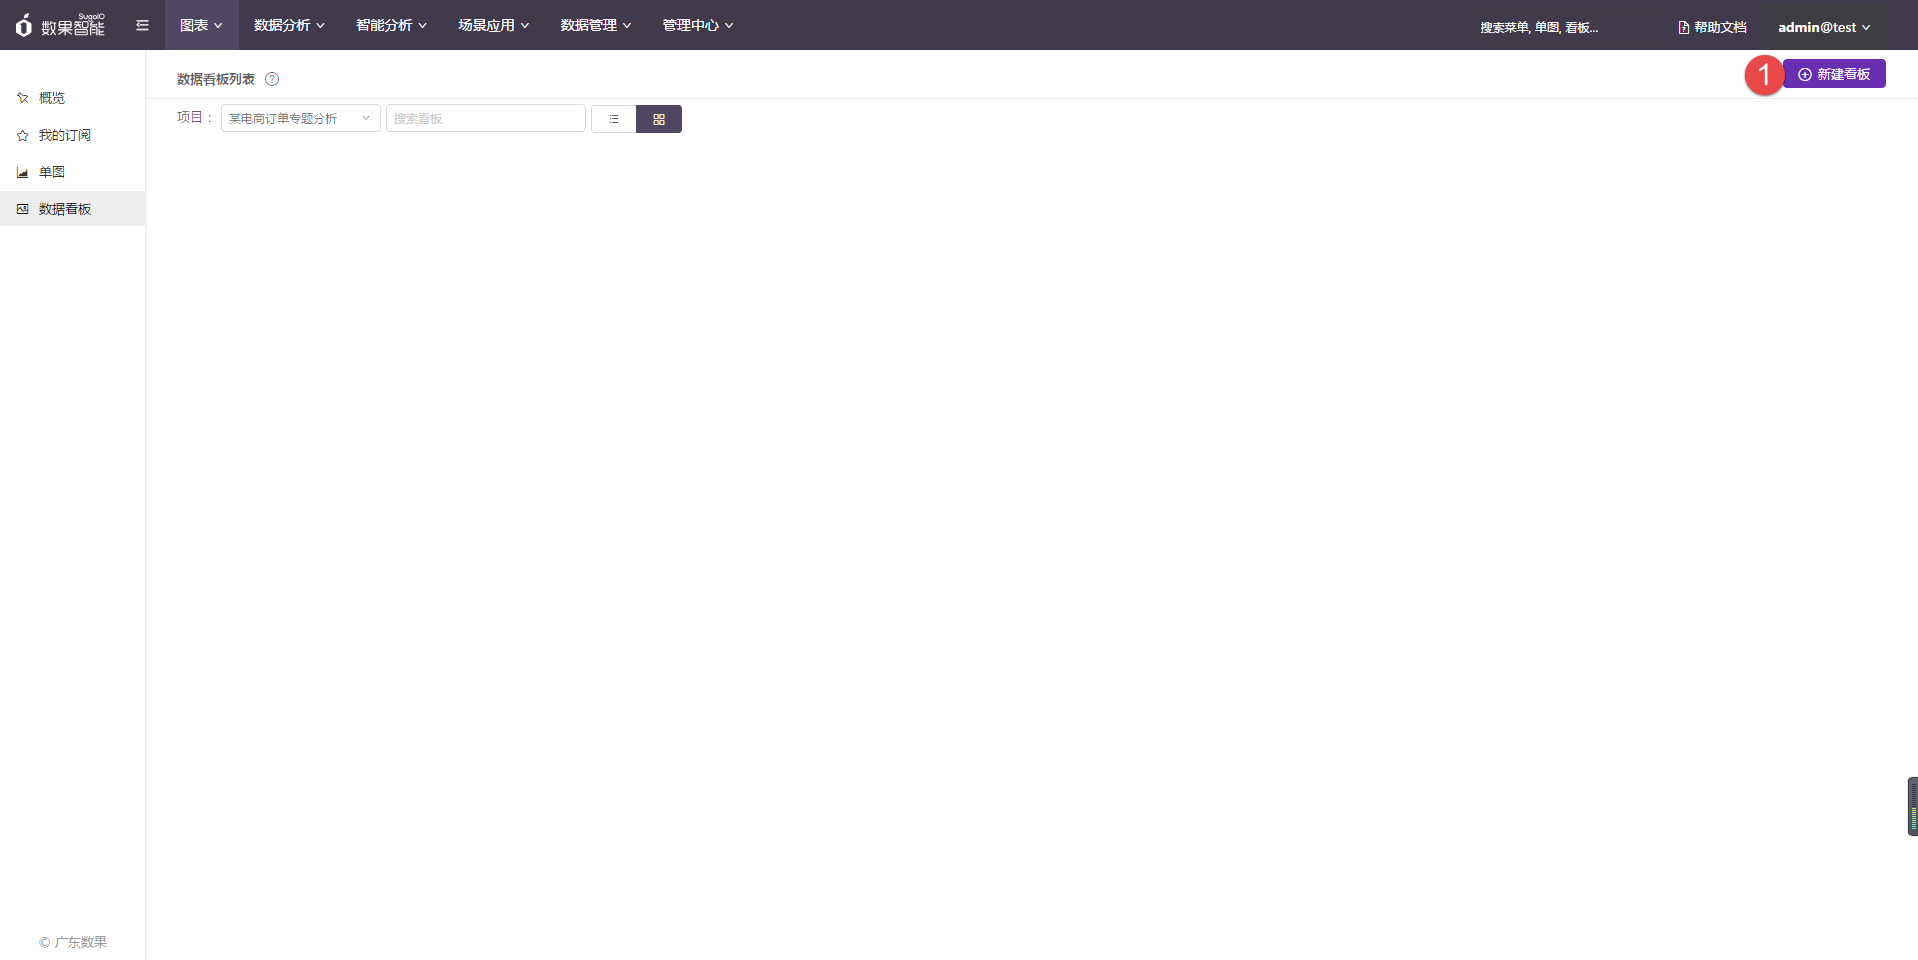 SugoIO
数果智能
图表
数据分析
智能分析
场景应用
数据管理
管理中心
搜索菜单, 单图, 看板...
帮助文档
admin@test
概览
我的订阅
单图
数据看板
数据看板列表
1
新建看板
项目：
某电商订单专题分析
搜索看板
© 广东数果